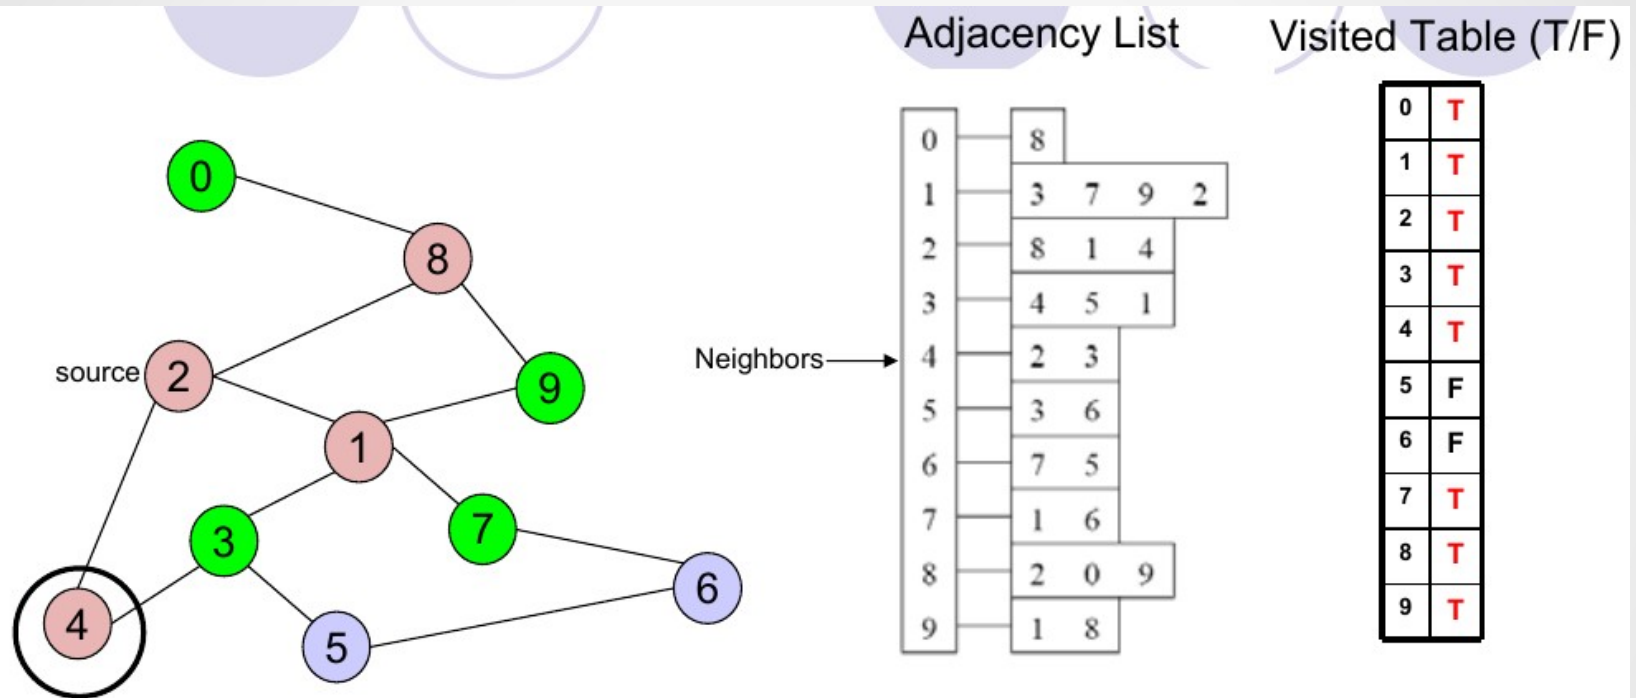 Adjacency List
Visited Table (T/F)
0
8
source
2
9
1
3
7
6
4
5
Neighbors
0 8
1 3 7 9 2
2 8 1 4
3 4 5 1
4 2 3
5 3 6
6 7 5
7 1 6
8 2 0 9
9 1 8
0 T
1 T
2 T
3 T
4 T
5 F
6 F
7 T
8 T
9 T